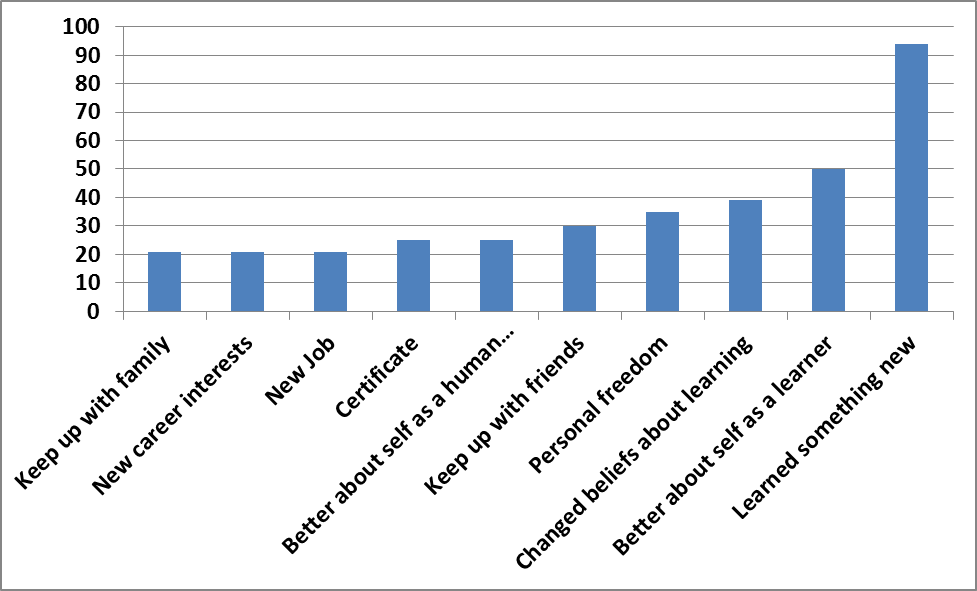 100
90
80
70
60
50
40
30
20
10
0
Keep up with family
New career interests
New Job
Certificate
Better about self as a human...
Keep up with friends
Personal freedom
Changed beliefs about learning
Better about self as a learner
Learned something new